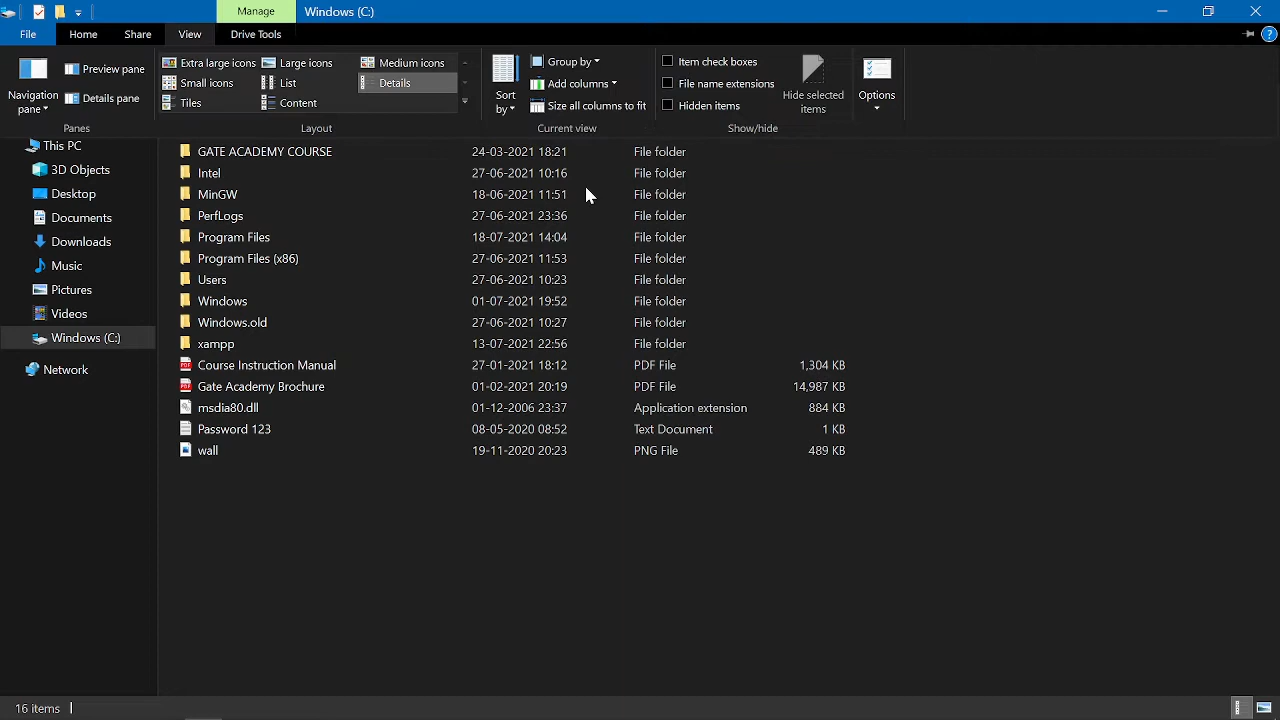 Manage Windows (C:)
File Home Share View Drive Tools
Navigation pane
Preview pane
Details pane
Panes
Extra large icons Large icons Medium icons
Small icons List Details
Tiles Content
Layout
Sort by
Group by
Add columns
Size all columns to fit
Current view
Item check boxes
File name extensions
Hidden items
Hide selected items
Show/hide
Options
This PC
3D Objects
Desktop
Documents
Downloads
Music
Pictures
Videos
Windows (C:)
Network
GATE ACADEMY COURSE 24-03-2021 18:21 File folder
Intel 27-06-2021 10:16 File folder
MinGW 18-06-2021 11:51 File folder
PerfLogs 27-06-2021 23:36 File folder
Program Files 18-07-2021 14:04 File folder
Program Files (x86) 27-06-2021 11:53 File folder
Users 27-06-2021 10:23 File folder
Windows 01-07-2021 19:52 File folder
Windows.old 27-06-2021 10:27 File folder
xampp 13-07-2021 22:56 File folder
Course Instruction Manual 27-01-2021 18:12 PDF File 1,304 KB
Gate Academy Brochure 01-02-2021 20:19 PDF File 14,987 KB
msdia80.dll 01-12-2006 23:37 Application extension 884 KB
Password 123 08-05-2020 08:52 Text Document 1 KB
wall 19-11-2020 20:23 PNG File 489 KB
16 items